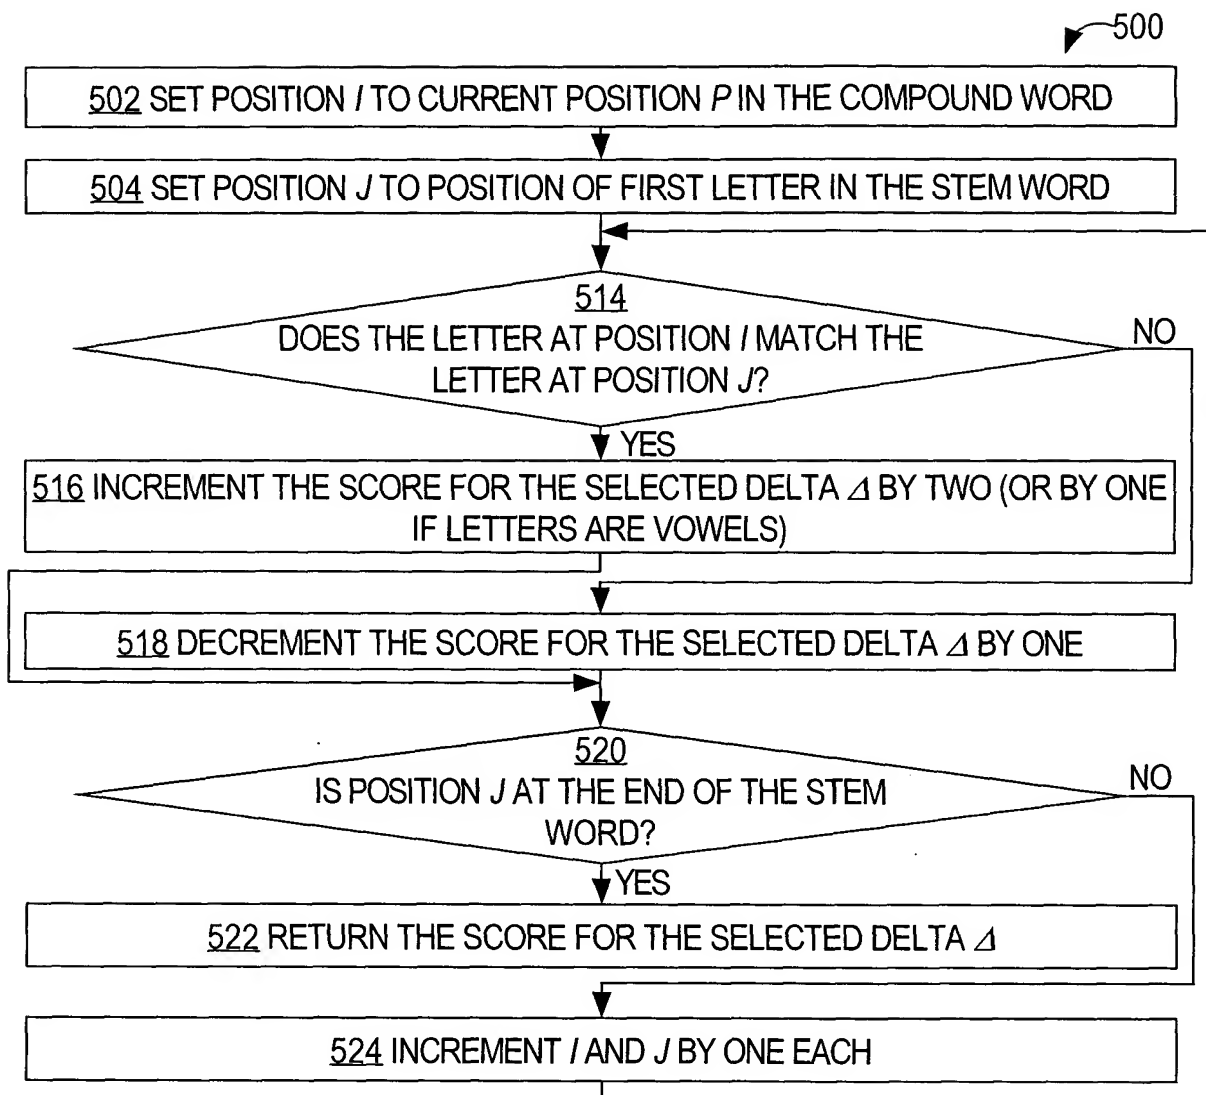 500
502 SET POSITION I TO CURRENT POSITION P IN THE COMPOUND WORD
504 SET POSITION J TO POSITION OF FIRST LETTER IN THE STEM WORD
514
DOES THE LETTER AT POSITION I MATCH THE
LETTER AT POSITION J?
NO
YES
516 INCREMENT THE SCORE FOR THE SELECTED DELTA Δ BY TWO (OR BY ONE
IF LETTERS ARE VOWELS)
518 DECREMENT THE SCORE FOR THE SELECTED DELTA Δ BY ONE
520
IS POSITION J AT THE END OF THE STEM
WORD?
NO
YES
522 RETURN THE SCORE FOR THE SELECTED DELTA Δ
524 INCREMENT I AND J BY ONE EACH